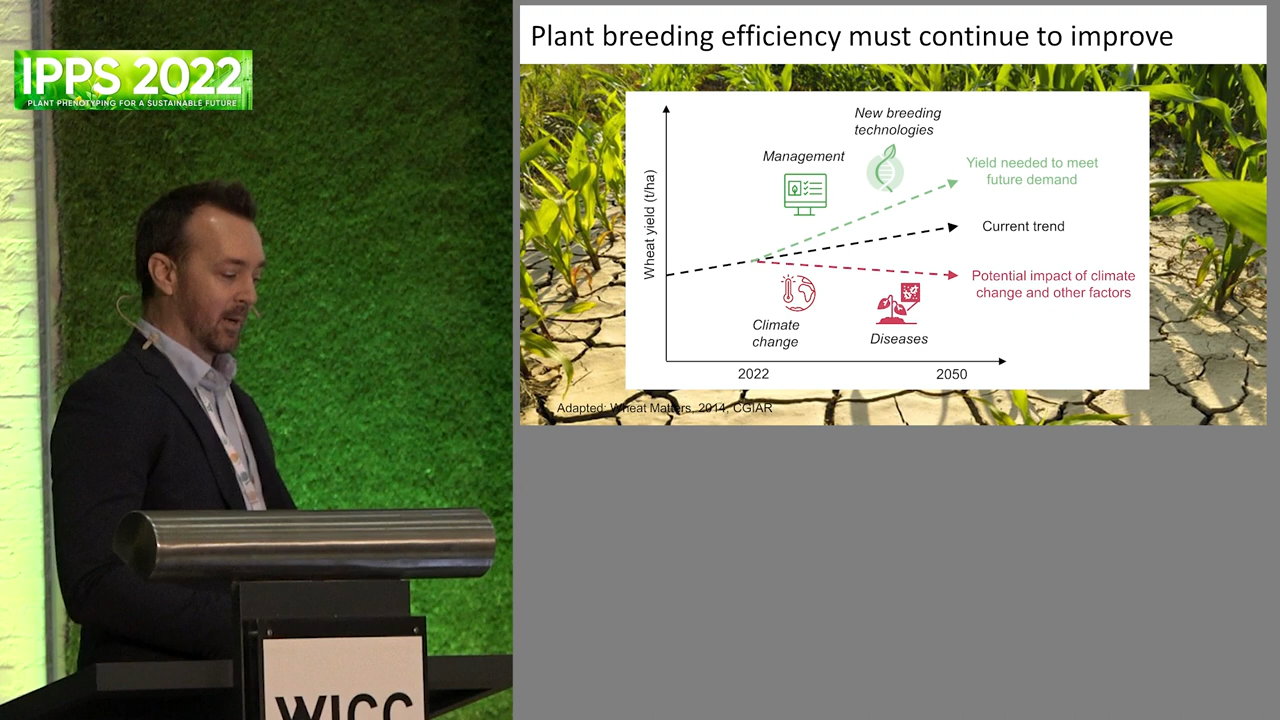 IPPS 2022
PLANT PHENOTYPING FOR A SUSTAINABLE FUTURE
WICC
Plant breeding efficiency must continue to improve
New breeding
technologies
Management
Yield needed to meet
future demand
Wheat yield (t/ha)
Current trend
Potential impact of climate
change and other factors
Climate
change
Diseases
2022
2050
Adapted: Wheat Matters, 2014, CGIAR